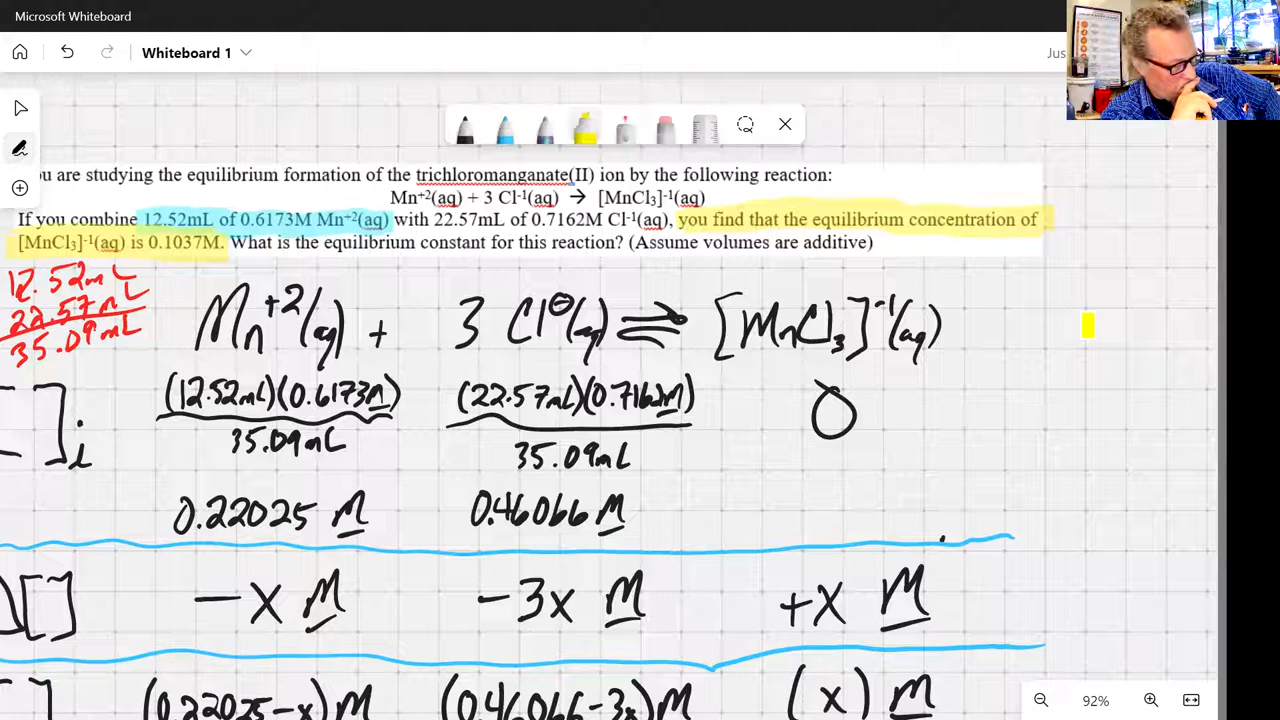 Microsoft Whiteboard
Whiteboard 1
Jus
ou are studying the equilibrium formation of the trichloromanganate(II) ion by the following reaction:
Mn+2(aq) + 3 Cl-1(aq) → [MnCl3]-1(aq)
If you combine 12.52mL of 0.6173M Mn+2(aq) with 22.57mL of 0.7162M Cl-1(aq), you find that the equilibrium concentration of
[MnCl3]-1(aq) is 0.1037M. What is the equilibrium constant for this reaction? (Assume volumes are additive)
12.52mL
22.57mL
35.09mL
Mn+2(aq) + 3 Cl⊖(aq) ⇌ [MnCl3]-1(aq)
[ ]i (12.52mL)(0.6173M) (22.57mL)(0.7162M) 0
35.09mL 35.09mL
0.22025 M 0.46066 M
Δ[ ] -x M -3x M +x M
[ ] (0.22025-x)M (0.46066-3x)M (x)M
92%